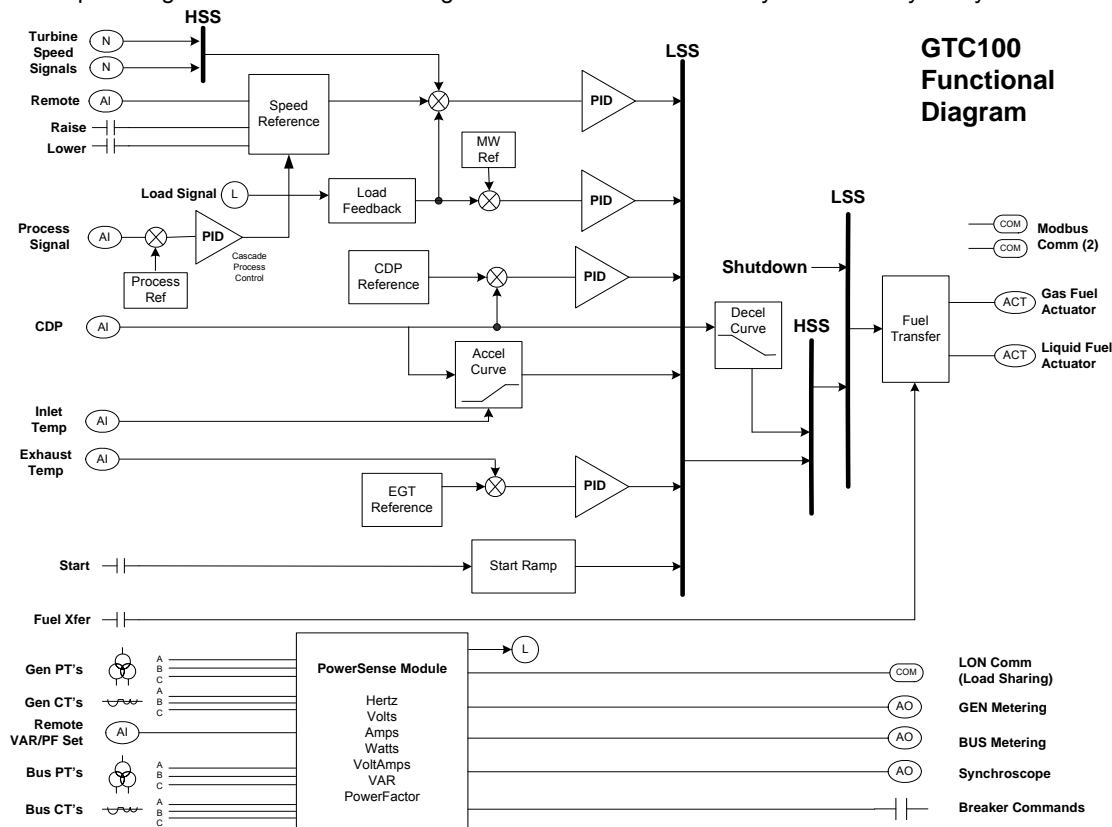 HSS
Turbine
Speed
Signals
N
N
GTC100
Functional
Diagram
LSS
Remote
AI
Speed
Reference
PID
Raise
Lower
MW
Ref
Load Signal
L
Load
Feedback
PID
LSS
Process
Signal
AI
PID
Cascade
Process
Control
Process
Ref
COM
COM
Modbus
Comm (2)
CDP
Reference
PID
Shutdown
ACT
Gas Fuel
Actuator
CDP
AI
Decel
Curve
HSS
Fuel
Transfer
ACT
Liquid Fuel
Actuator
Accel
Curve
Inlet
Temp
AI
Exhaust
Temp
AI
EGT
Reference
PID
Start
Start Ramp
Fuel Xfer
Gen PT's
A
B
C
PowerSense Module
L
COM
LON Comm
(Load Sharing)
Gen CT's
A
B
C
Hertz
Volts
Amps
Watts
VoltAmps
VAR
PowerFactor
AO
GEN Metering
Remote
VAR/PF Set
AI
AO
BUS Metering
Bus PT's
A
B
C
AO
Synchroscope
Bus CT's
A
B
C
Breaker Commands